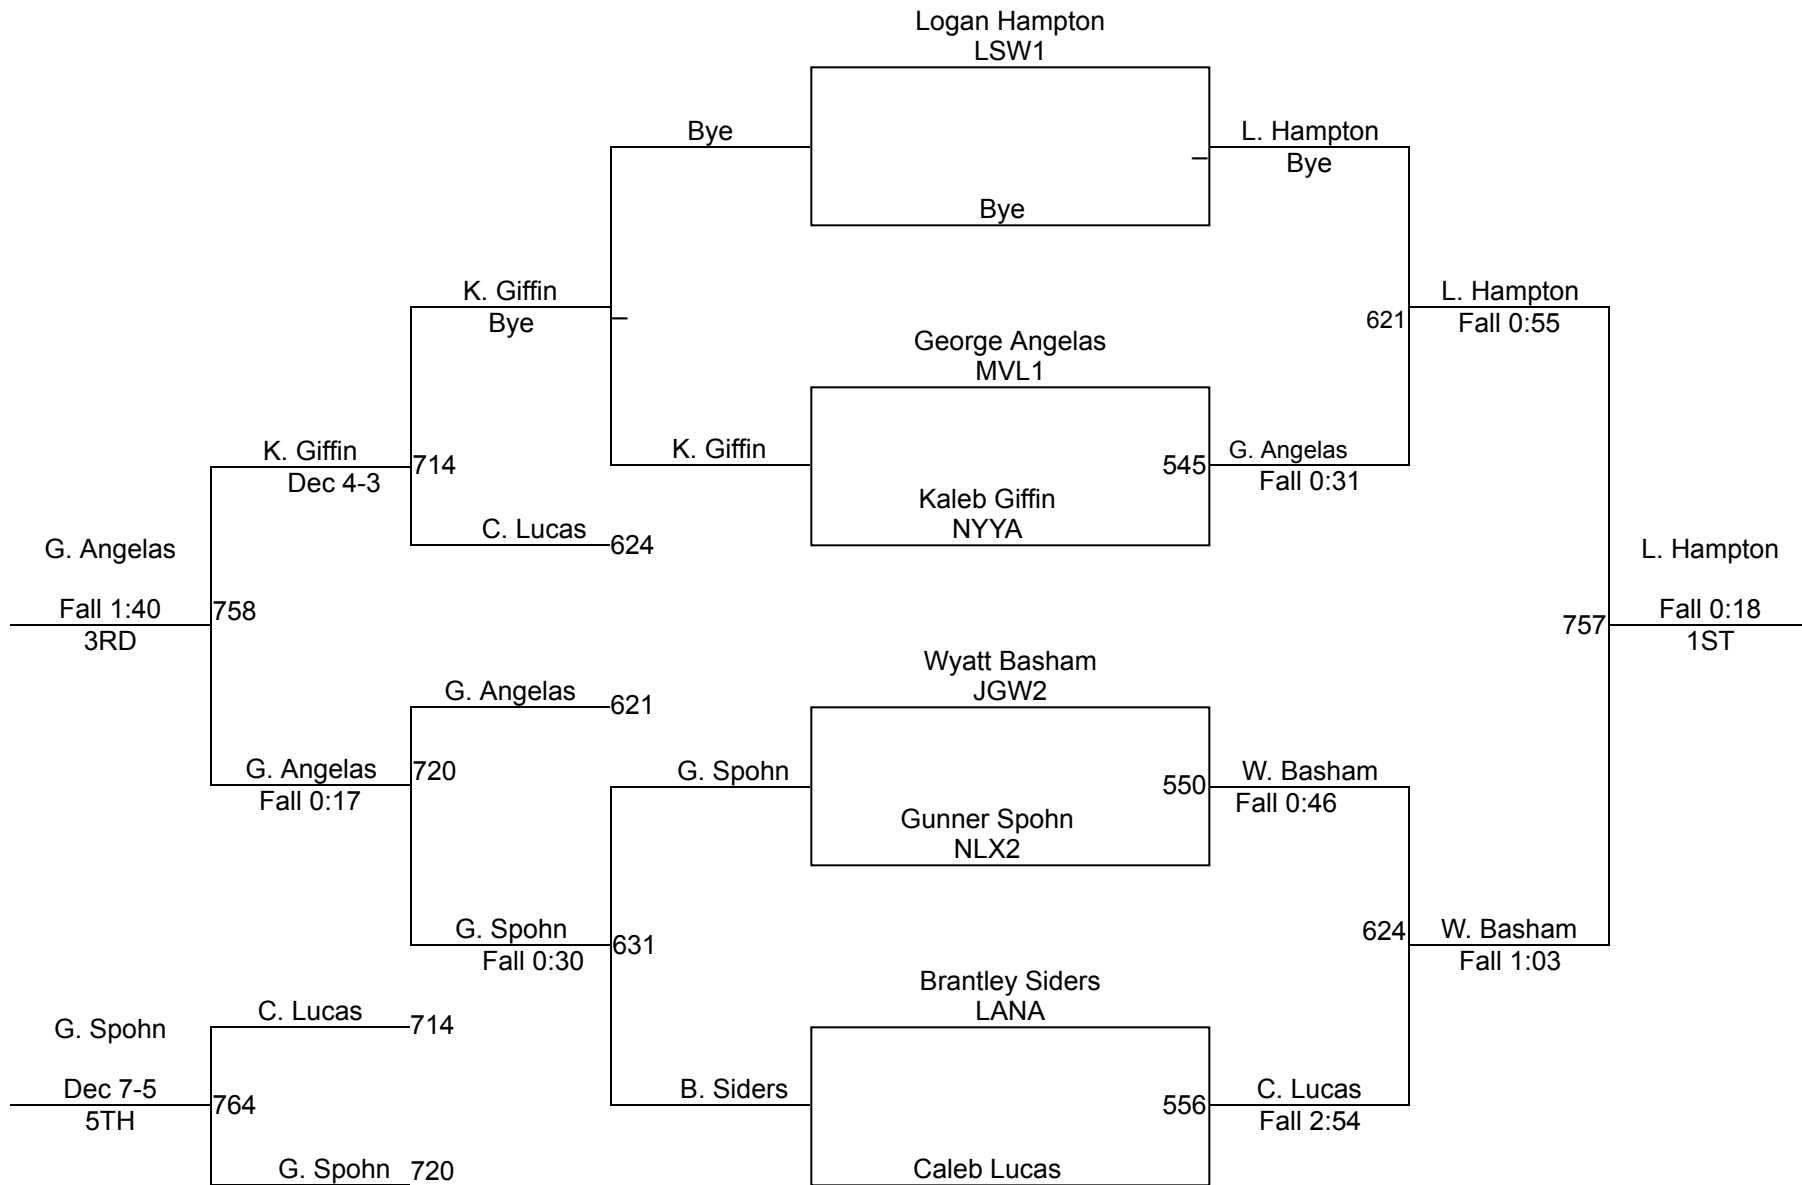 Logan Hampton
LSW1
Bye
L. Hampton
Bye
Bye
K. Giffin
Bye
L. Hampton
Fall 0:55
621
George Angelas
MVL1
K. Giffin
Dec 4-3
714
K. Giffin
545
G. Angelas
Fall 0:31
Kaleb Giffin
NYYA
C. Lucas
624
G. Angelas
Fall 1:40
3RD
758
L. Hampton
757
Fall 0:18
1ST
Wyatt Basham
JGW2
G. Angelas
621
G. Angelas
Fall 0:17
720
G. Spohn
550
W. Basham
Fall 0:46
Gunner Spohn
NLX2
G. Spohn
Fall 0:30
631
624
W. Basham
Fall 1:03
Brantley Siders
LANA
C. Lucas
714
G. Spohn
Dec 7-5
5TH
764
B. Siders
556
C. Lucas
Fall 2:54
G. Spohn
720
Caleb Lucas